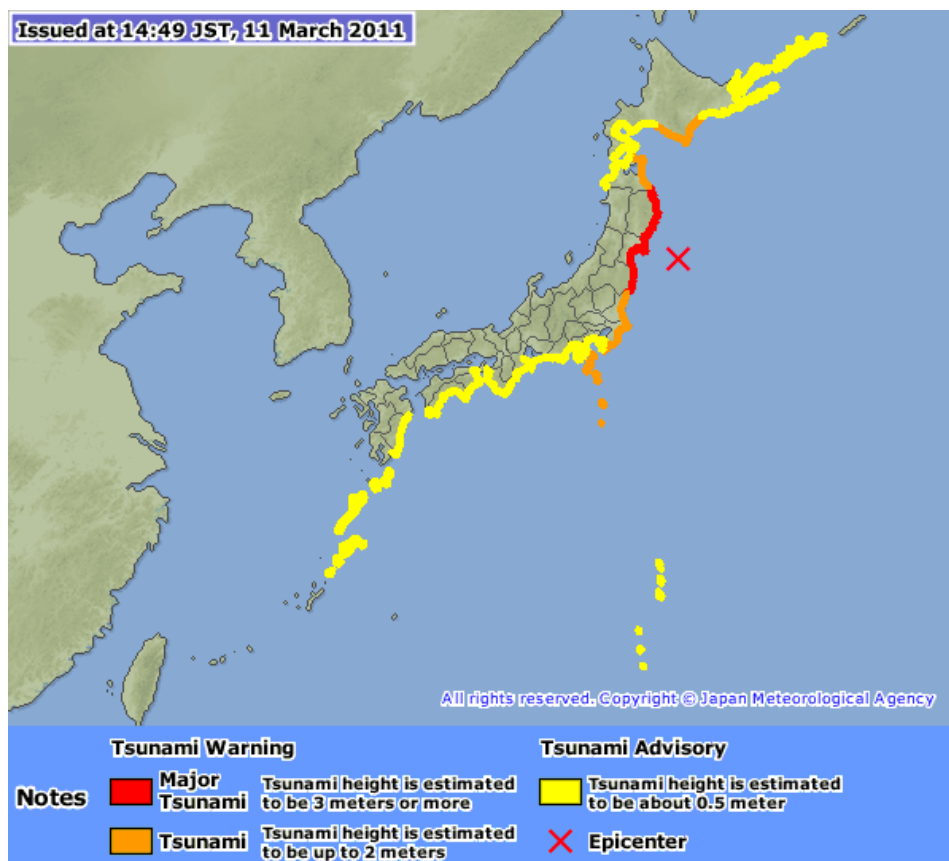 Issued at 14:49 JST, 11 March 2011
All rights reserved. Copyright © Japan Meteorological Agency
Notes
Tsunami Warning
Major
Tsunami
Tsunami height is estimated
to be 3 meters or more
Tsunami
Tsunami height is estimated
to be up to 2 meters
Tsunami Advisory
Tsunami height is estimated
to be about 0.5 meter
Epicenter